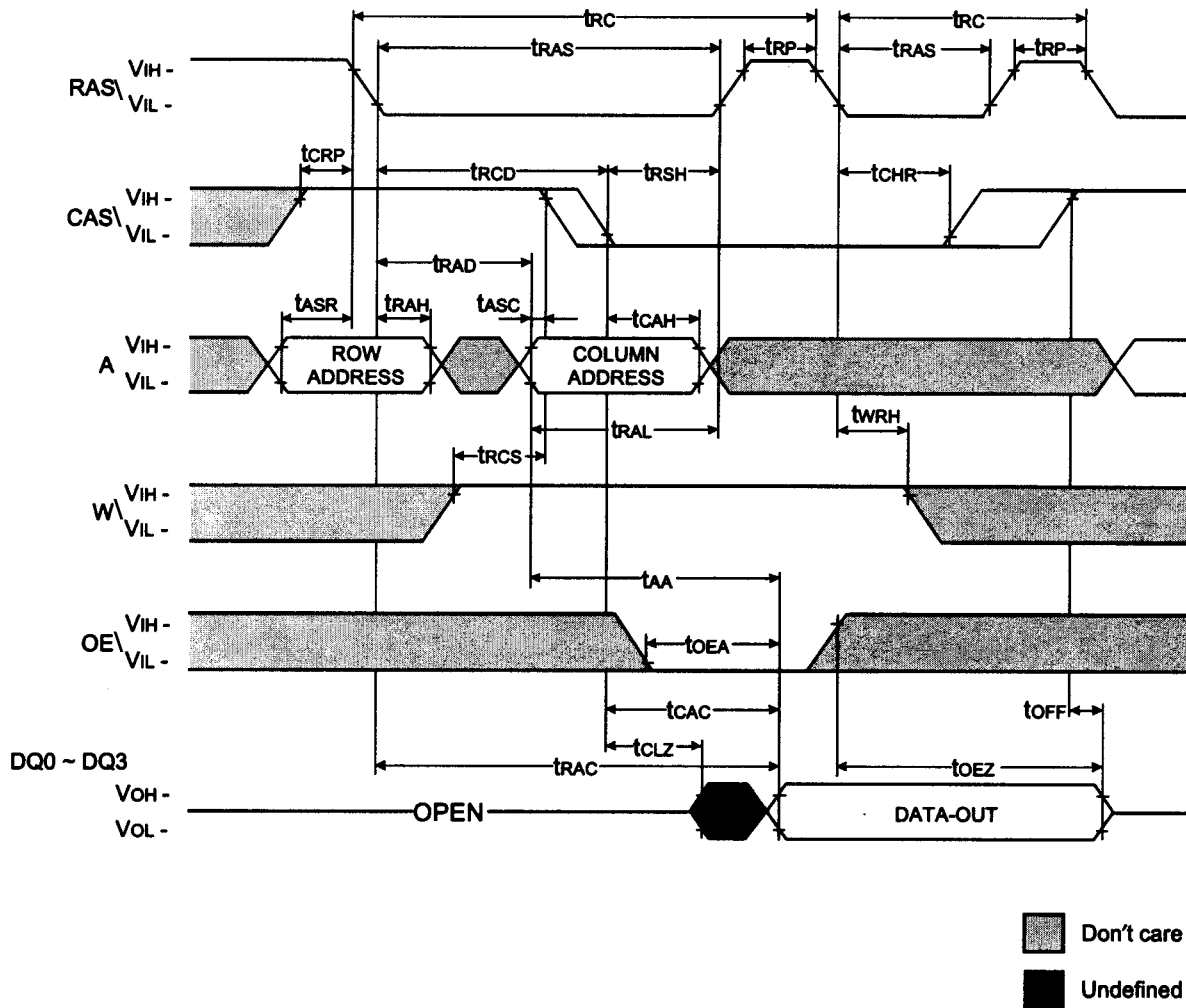 tRC tRC
tRAS tRP tRAS tRP
RAS\ VIH -
VIL -
tCRP tRCD tRSH tCHR
CAS\ VIH -
VIL -
tRAD
tASR tRAH tASC tCAH
A VIH -
VIL -
ROW
ADDRESS
COLUMN
ADDRESS
tRAL tWRH
tRCS
W\ VIH -
VIL -
tAA
OE\ VIH -
VIL -
tOEA
tCAC tOFF
tCLZ
DQ0 ~ DQ3
tRAC tOEZ
VOH -
VOL -
OPEN DATA-OUT
Don't care
Undefined